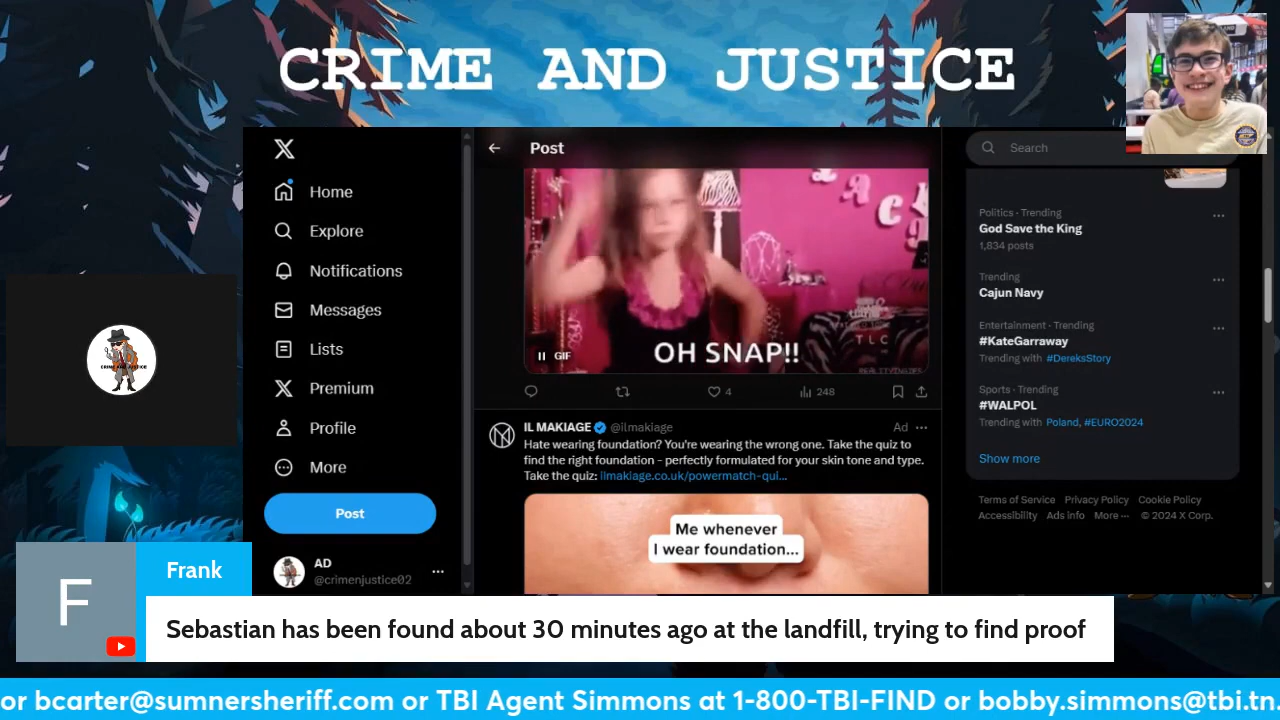 CRIME AND JUSTICE
Post
Search
Home
Explore
Notifications
Messages
Lists
Premium
Profile
More
Post
AD
@crimenjustice02
TLC
OH SNAP!!
GIF
4
248
IL MAKIAGE @ilmakiage
Ad
Hate wearing foundation? You're wearing the wrong one. Take the quiz to
find the right foundation - perfectly formulated for your skin tone and type.
Take the quiz: ilmakiage.co.uk/powermatch-qui...
Me whenever
I wear foundation...
Politics · Trending
God Save the King
1,834 posts
Trending
Cajun Navy
Entertainment · Trending
#KateGarraway
Trending with #DereksStory
Sports · Trending
#WALPOL
Trending with Poland, #EURO2024
Show more
Terms of Service Privacy Policy Cookie Policy
Accessibility Ads info More ··· © 2024 X Corp.
CRIME AND JUSTICE
F
Frank
Sebastian has been found about 30 minutes ago at the landfill, trying to find proof
or bcarter@sumnersheriff.com or TBI Agent Simmons at 1-800-TBI-FIND or bobby.simmons@tbi.tn.